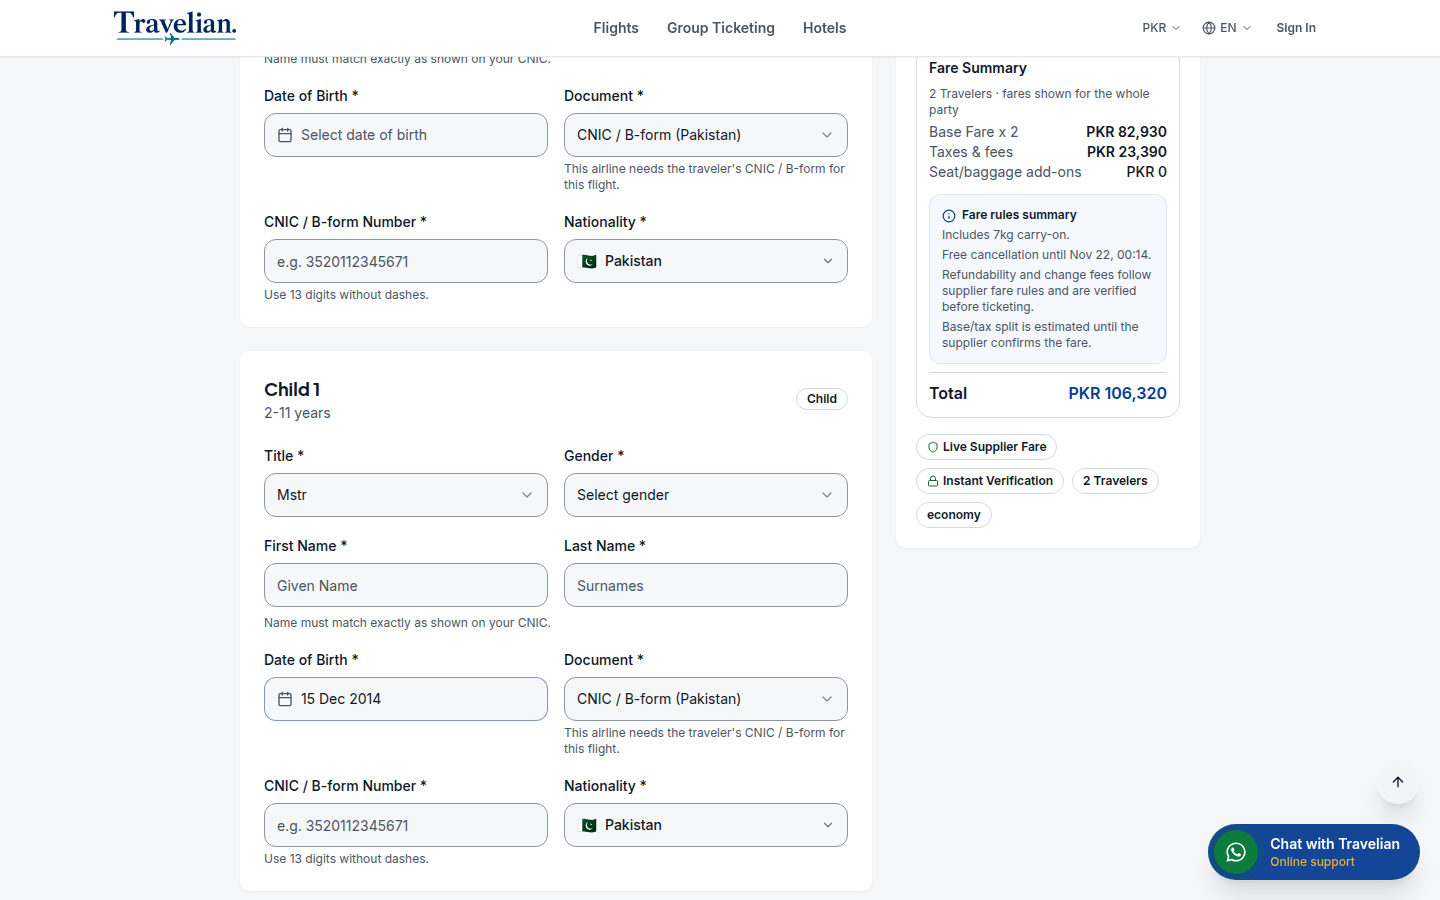 Travelian.
Flights
Group Ticketing
Hotels
PKR
EN
Sign In
Name must match exactly as shown on your CNIC.
Date of Birth *
Document *
Select date of birth
CNIC / B-form (Pakistan)
This airline needs the traveler's CNIC / B-form for
this flight.
CNIC / B-form Number *
Nationality *
e.g. 3520112345671
Pakistan
Use 13 digits without dashes.
Child 1
2-11 years
Child
Title *
Gender *
Mstr
Select gender
First Name *
Last Name *
Given Name
Surnames
Name must match exactly as shown on your CNIC.
Date of Birth *
Document *
15 Dec 2014
CNIC / B-form (Pakistan)
This airline needs the traveler's CNIC / B-form for
this flight.
CNIC / B-form Number *
Nationality *
e.g. 3520112345671
Pakistan
Use 13 digits without dashes.
Fare Summary
2 Travelers · fares shown for the whole
party
Base Fare x 2 PKR 82,930
Taxes & fees PKR 23,390
Seat/baggage add-ons PKR 0
Fare rules summary
Includes 7kg carry-on.
Free cancellation until Nov 22, 00:14.
Refundability and change fees follow
supplier fare rules and are verified
before ticketing.
Base/tax split is estimated until the
supplier confirms the fare.
Total PKR 106,320
Live Supplier Fare
Instant Verification
2 Travelers
economy
Chat with Travelian
Online support